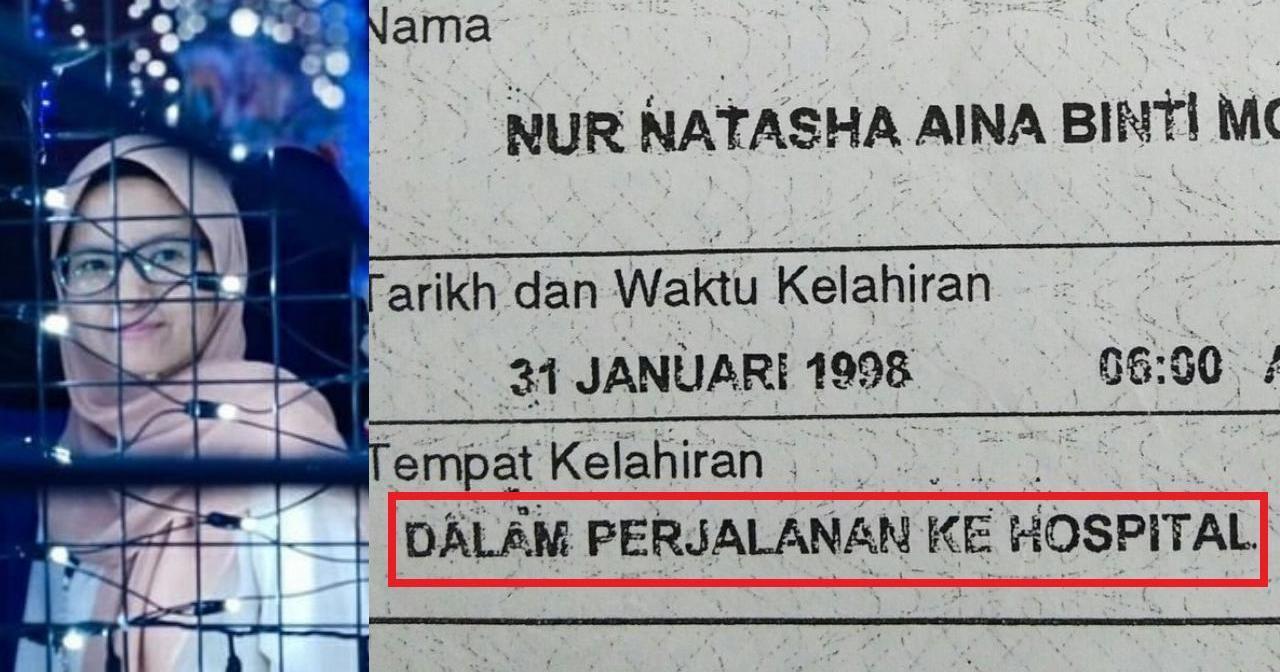 Nama
NUR NATASHA AINA BINTI
Tarikh dan Waktu Kelahiran
31 JANUARI 1998 06:00
Tempat Kelahiran
DALAM PERJALANAN KE HOSPITAL